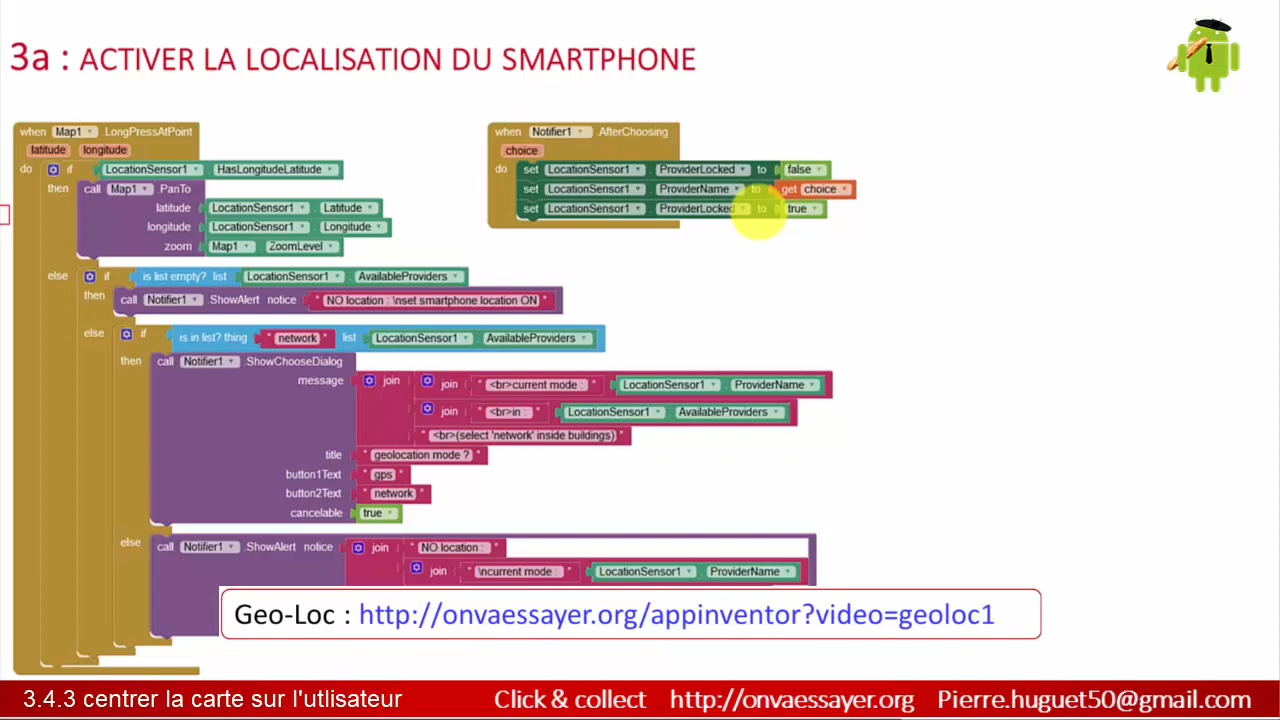 3a : ACTIVER LA LOCALISATION DU SMARTPHONE
when Map1 . LongPressAtPoint
latitude longitude
do if LocationSensor1 . HasLongitudeLatitude
then call Map1 .PanTo
latitude LocationSensor1 . Latitude
longitude LocationSensor1 . Longitude
zoom Map1 . ZoomLevel
else if is list empty? list LocationSensor1 . AvailableProviders
then call Notifier1 .ShowAlert notice " NO location : \nset smartphone location ON "
else if is in list? thing " network " list LocationSensor1 . AvailableProviders
then call Notifier1 .ShowChooseDialog
message join join " <br>current mode : " LocationSensor1 . ProviderName
join " <br>in : " LocationSensor1 . AvailableProviders
" <br>(select 'network' inside buildings) "
title " geolocation mode ? "
button1Text " gps "
button2Text " network "
cancelable true
else call Notifier1 .ShowAlert notice join " NO location : "
join " \ncurrent mode : " LocationSensor1 . ProviderName
when Notifier1 . AfterChoosing
choice
do set LocationSensor1 . ProviderLocked to false
set LocationSensor1 . ProviderName to get choice
set LocationSensor1 . ProviderLocked to true
Geo-Loc : http://onvaessayer.org/appinventor?video=geoloc1
3.4.3 centrer la carte sur l'utlisateur Click & collect http://onvaessayer.org Pierre.huguet50@gmail.com